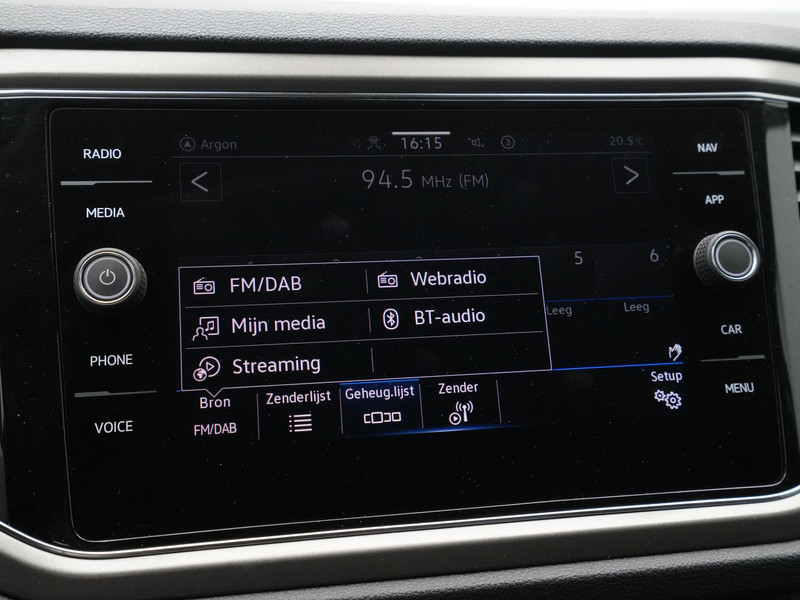 RADIO
MEDIA
PHONE
VOICE
Argon
16:15
3
20.5°C
94.5 MHz (FM)
5
6
Leeg
Leeg
FM/DAB
Webradio
Mijn media
BT-audio
Streaming
Bron
FM/DAB
Zenderlijst
Geheug.lijst
Zender
Setup
NAV
APP
CAR
MENU